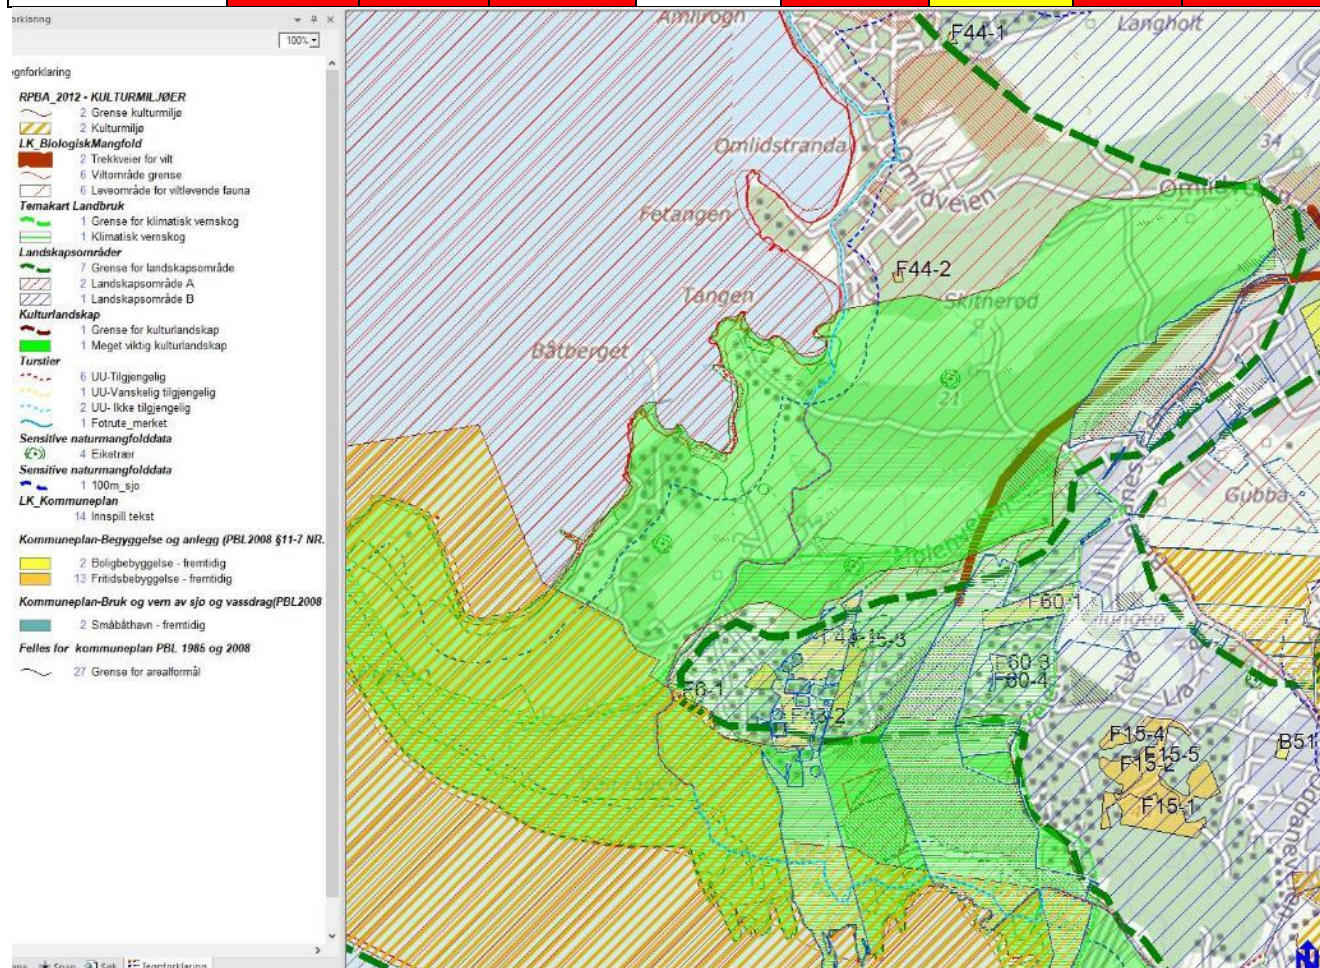 100%
RPBA_2012 - KULTURMILJØER
2 Grense kulturmiljø
2 Kulturmiljø
LK_BiologiskMangfold
2 Trekkveier for vilt
6 Viltområde grense
6 Leveområde for viltlevende fauna
Temakart Landbruk
1 Grense for klimatisk vernskog
1 Klimatisk vernskog
Landskapsområder
7 Grense for landskapsområde
2 Landskapsområde A
1 Landskapsområde B
Kulturlandskap
1 Grense for kulturlandskap
1 Meget viktig kulturlandskap
Turstier
6 UU-Tilgjengelig
1 UU-Vanskelig tilgjengelig
2 UU- Ikke tilgjengelig
1 Fotrute_merket
Sensitive naturmangfolddata
4 Eiketrær
Sensitive naturmangfolddata
1 100m_sjo
LK_Kommuneplan
14 Innspill tekst
Kommuneplan-Begyggelse og anlegg (PBL2008 §11-7 NR.
2 Boligbebyggelse - fremtidig
13 Fritidsbebyggelse - fremtidig
Kommuneplan-Bruk og vern av sjø og vassdrag(PBL2008
2 Småbåthavn - fremtidig
Felles for kommuneplan PBL 1985 og 2008
27 Grense for arealformål
Søk
Tegnforklaring
Langholt
F44-1
Omlidstranda
34
Omlidveien
Fetangen
F44-2
Tangen
Skitnerød
Båtberget
21
Gubba
F60-1
F6-1
F60-3
F60-4
F43-2
F15-4
F15-5
F15-2
B51
F15-1